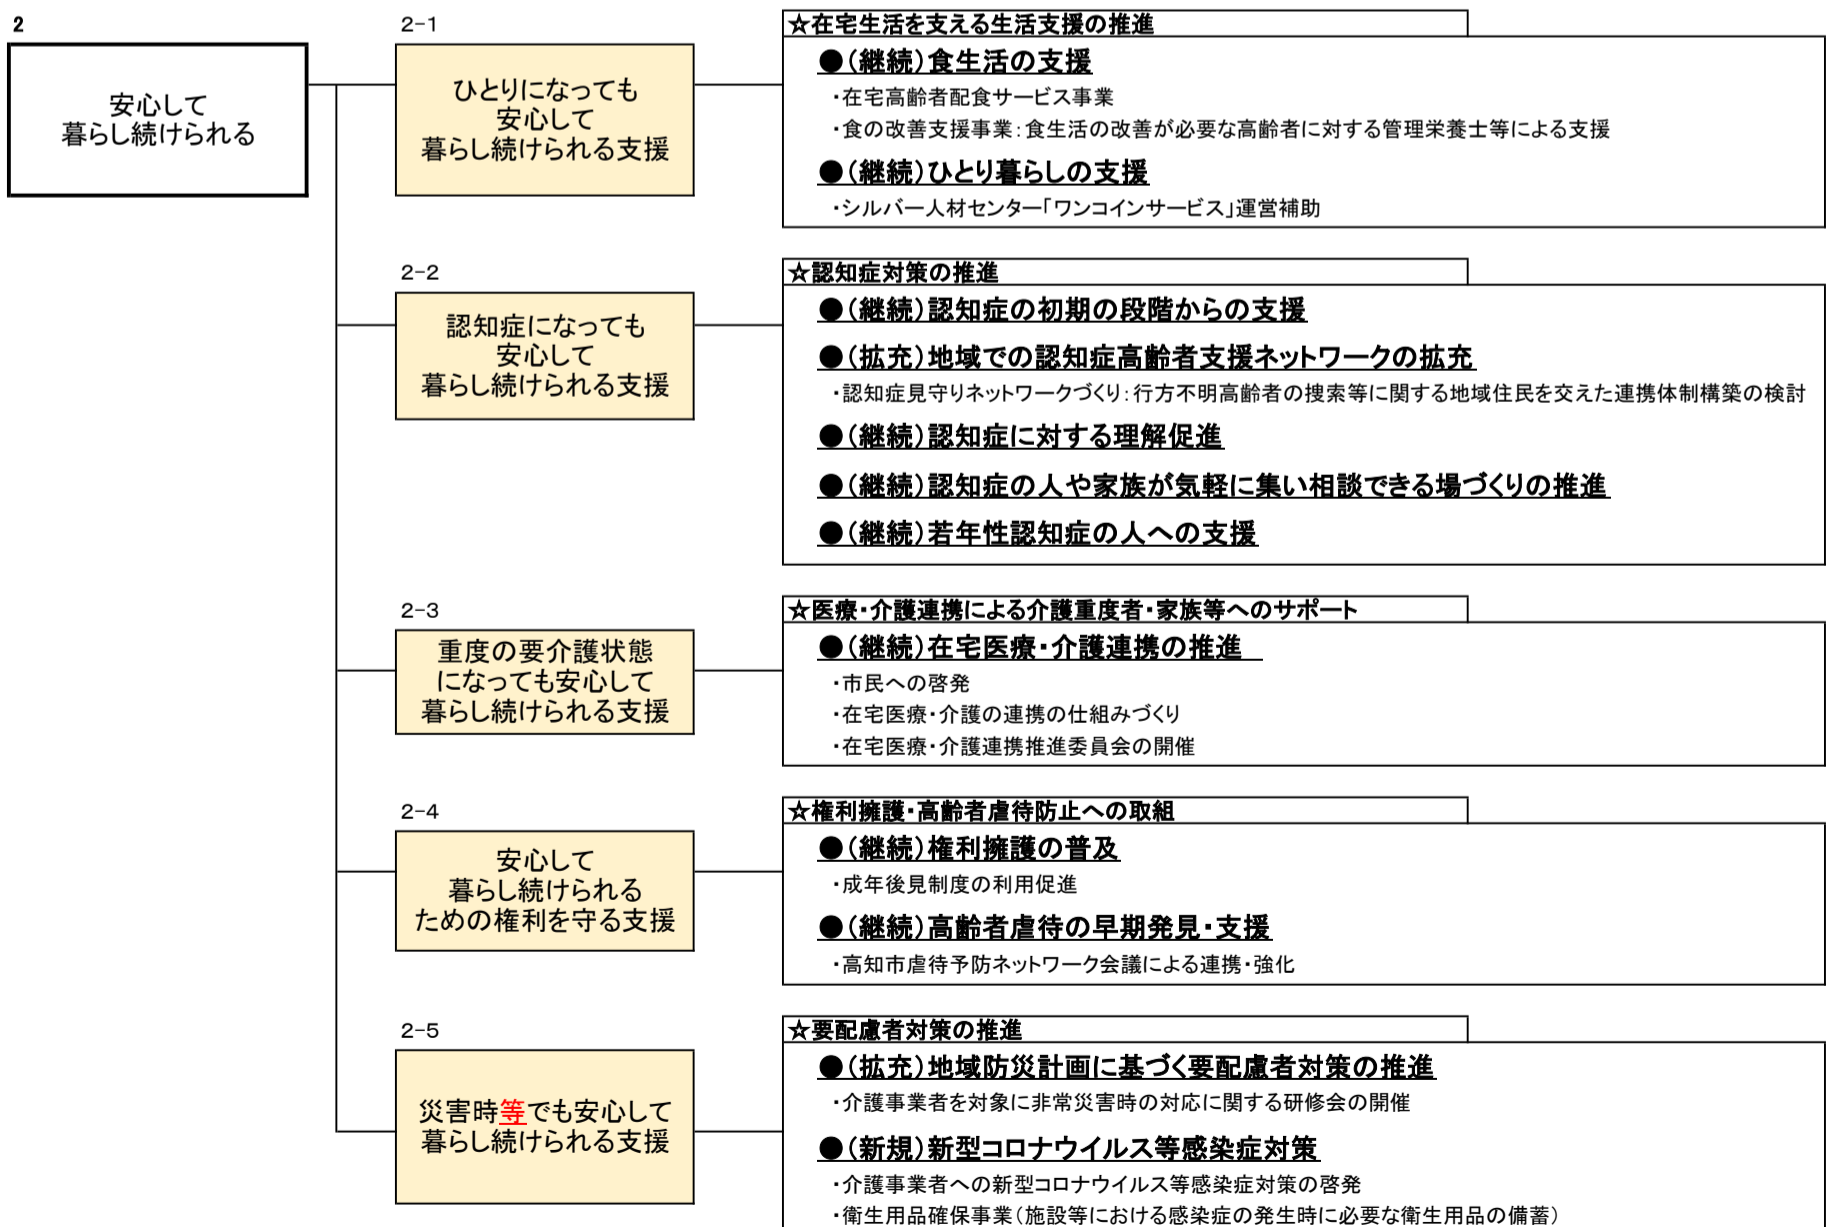 2
安心して
暮らし続けられる
2-1
ひとりになっても
安心して
暮らし続けられる支援
☆在宅生活を支える生活支援の推進
●(継続)食生活の支援
・在宅高齢者配食サービス事業
・食の改善支援事業:食生活の改善が必要な高齢者に対する管理栄養士等による支援
●(継続)ひとり暮らしの支援
・シルバー人材センター「ワンコインサービス」運営補助
2-2
認知症になっても
安心して
暮らし続けられる支援
☆認知症対策の推進
●(継続)認知症の初期の段階からの支援
●(拡充)地域での認知症高齢者支援ネットワークの拡充
・認知症見守りネットワークづくり:行方不明高齢者の捜索等に関する地域住民を交えた連携体制構築の検討
●(継続)認知症に対する理解促進
●(継続)認知症の人や家族が気軽に集い相談できる場づくりの推進
●(継続)若年性認知症の人への支援
2-3
重度の要介護状態
になっても安心して
暮らし続けられる支援
☆医療・介護連携による介護重度者・家族等へのサポート
●(継続)在宅医療・介護連携の推進
・市民への啓発
・在宅医療・介護の連携の仕組みづくり
・在宅医療・介護連携推進委員会の開催
2-4
安心して
暮らし続けられる
ための権利を守る支援
☆権利擁護・高齢者虐待防止への取組
●(継続)権利擁護の普及
・成年後見制度の利用促進
●(継続)高齢者虐待の早期発見・支援
・高知市虐待予防ネットワーク会議による連携・強化
2-5
災害時等でも安心して
暮らし続けられる支援
☆要配慮者対策の推進
●(拡充)地域防災計画に基づく要配慮者対策の推進
・介護事業者を対象に非常災害時の対応に関する研修会の開催
●(新規)新型コロナウイルス等感染症対策
・介護事業者への新型コロナウイルス等感染症対策の啓発
・衛生用品確保事業(施設等における感染症の発生時に必要な衛生用品の備蓄)